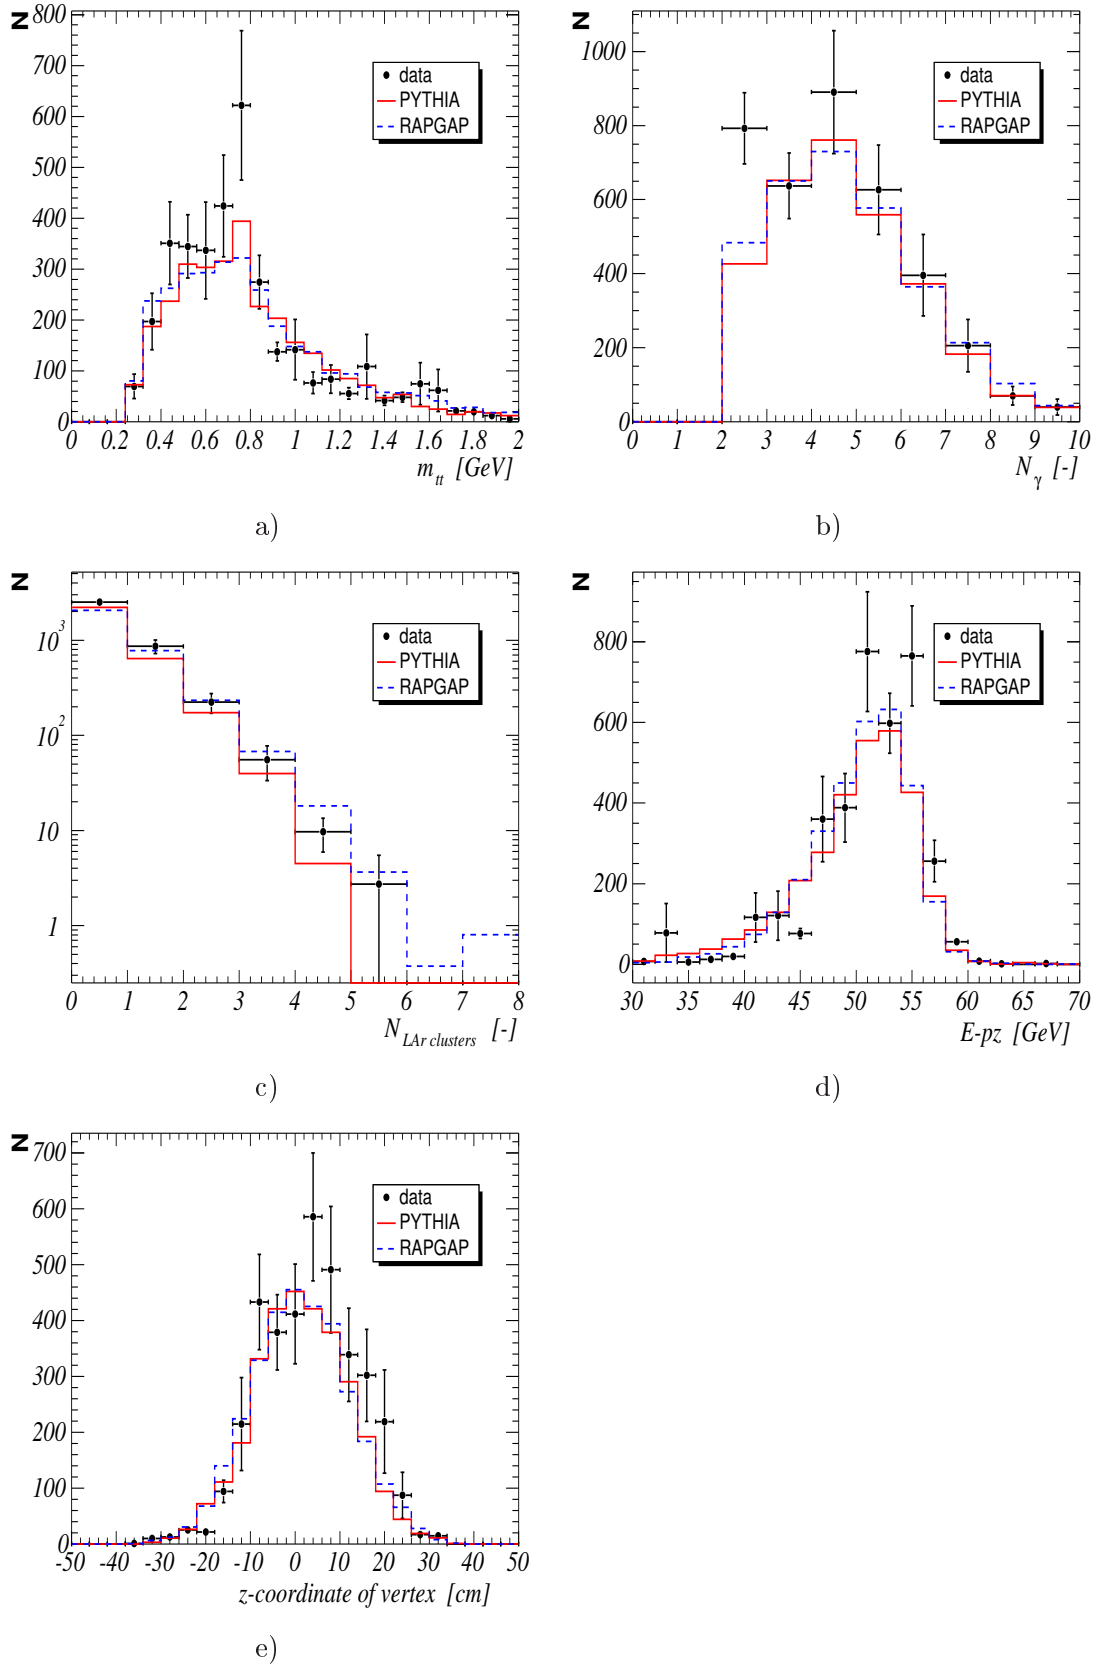 N
800
700
600
500
400
300
200
100
0
data
PYTHIA
RAPGAP
0 0.2 0.4 0.6 0.8 1 1.2 1.4 1.6 1.8 2
m_tt [GeV]
a)
N
1000
800
600
400
200
0
data
PYTHIA
RAPGAP
0 1 2 3 4 5 6 7 8 9 10
N_γ [-]
b)
N
10^3
10^2
10
1
data
PYTHIA
RAPGAP
0 1 2 3 4 5 6 7 8
N_LAr clusters [-]
c)
N
800
600
400
200
0
data
PYTHIA
RAPGAP
30 35 40 45 50 55 60 65 70
E-pz [GeV]
d)
N
700
600
500
400
300
200
100
0
data
PYTHIA
RAPGAP
-50 -40 -30 -20 -10 0 10 20 30 40 50
z-coordinate of vertex [cm]
e)